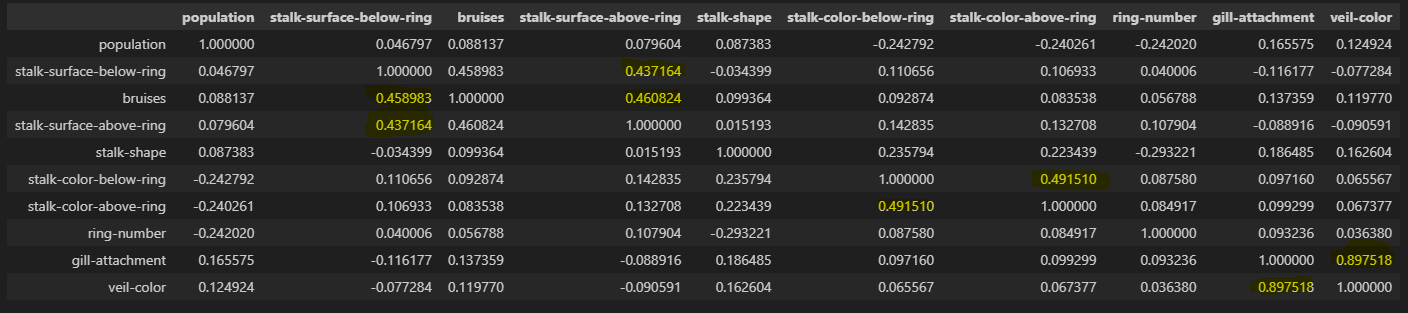 population stalk-surface-below-ring bruises stalk-surface-above-ring stalk-shape stalk-color-below-ring stalk-color-above-ring ring-number gill-attachment veil-color
population 1.000000 0.046797 0.088137 0.079604 0.087383 -0.242792 -0.240261 -0.242020 0.165575 0.124924
stalk-surface-below-ring 0.046797 1.000000 0.458983 0.437164 -0.034399 0.110656 0.106933 0.040006 -0.116177 -0.077284
bruises 0.088137 0.458983 1.000000 0.460824 0.099364 0.092874 0.083538 0.056788 0.137359 0.119770
stalk-surface-above-ring 0.079604 0.437164 0.460824 1.000000 0.015193 0.142835 0.132708 0.107904 -0.088916 -0.090591
stalk-shape 0.087383 -0.034399 0.099364 0.015193 1.000000 0.235794 0.223439 -0.293221 0.186485 0.162604
stalk-color-below-ring -0.242792 0.110656 0.092874 0.142835 0.235794 1.000000 0.491510 0.087580 0.097160 0.065567
stalk-color-above-ring -0.240261 0.106933 0.083538 0.132708 0.223439 0.491510 1.000000 0.084917 0.099299 0.067377
ring-number -0.242020 0.040006 0.056788 0.107904 -0.293221 0.087580 0.084917 1.000000 0.093236 0.036380
gill-attachment 0.165575 -0.116177 0.137359 -0.088916 0.186485 0.097160 0.099299 0.093236 1.000000 0.897518
veil-color 0.124924 -0.077284 0.119770 -0.090591 0.162604 0.065567 0.067377 0.036380 0.897518 1.000000